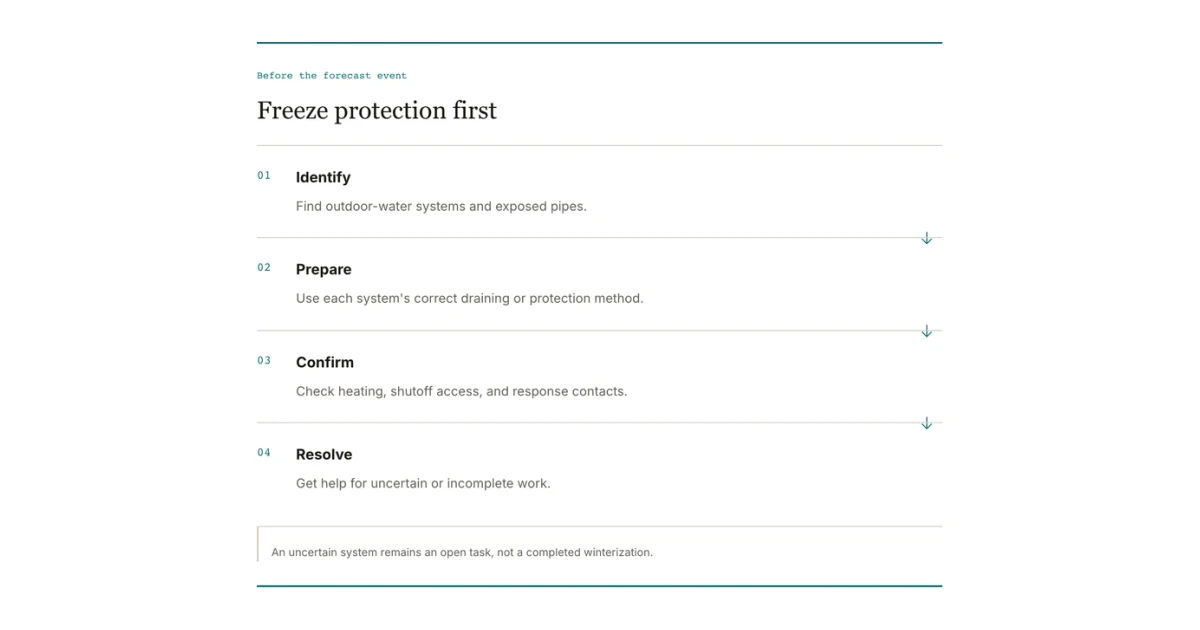 Before the forecast event
Freeze protection first
01
Identify
Find outdoor-water systems and exposed pipes.
02
Prepare
Use each system's correct draining or protection method.
03
Confirm
Check heating, shutoff access, and response contacts.
04
Resolve
Get help for uncertain or incomplete work.
An uncertain system remains an open task, not a completed winterization.